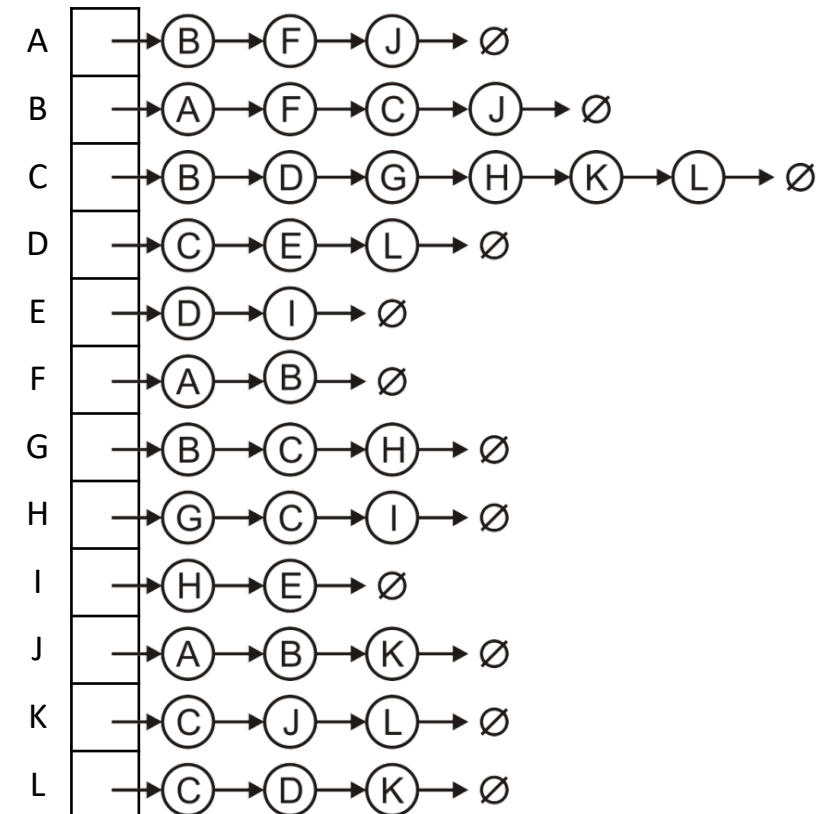 A B F J ∅
B A F C J ∅
C B D G H K L ∅
D C E L ∅
E D I ∅
F A B ∅
G B C H ∅
H G C I ∅
I H E ∅
J A B K ∅
K C J L ∅
L C D K ∅